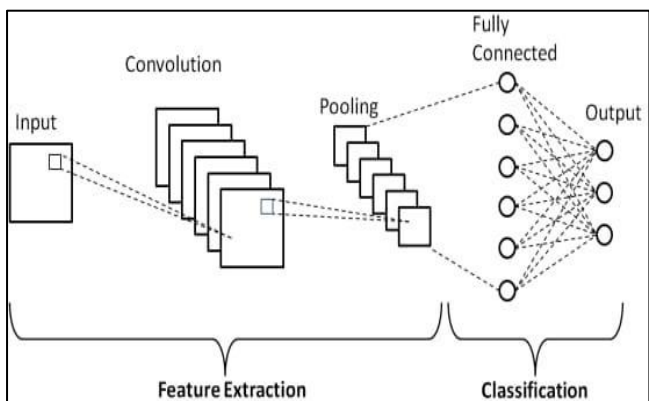 Fully
Connected
Convolution
Pooling
Output
Input
Feature Extraction
Classification